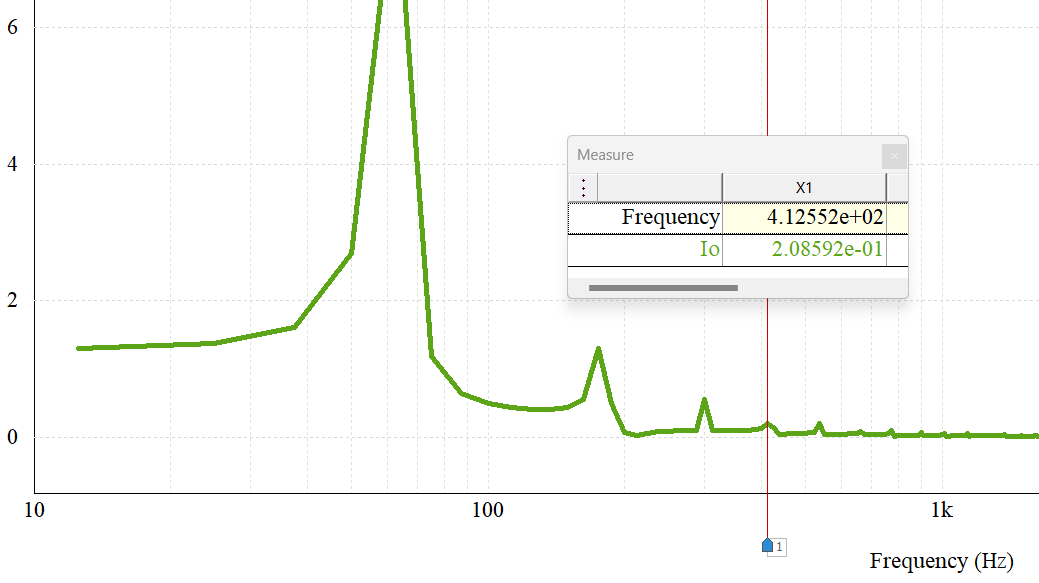 6
4
2
0
10
100
1k
Frequency (Hz)
Measure
X1
Frequency 4.12552e+02
Io 2.08592e-01
1